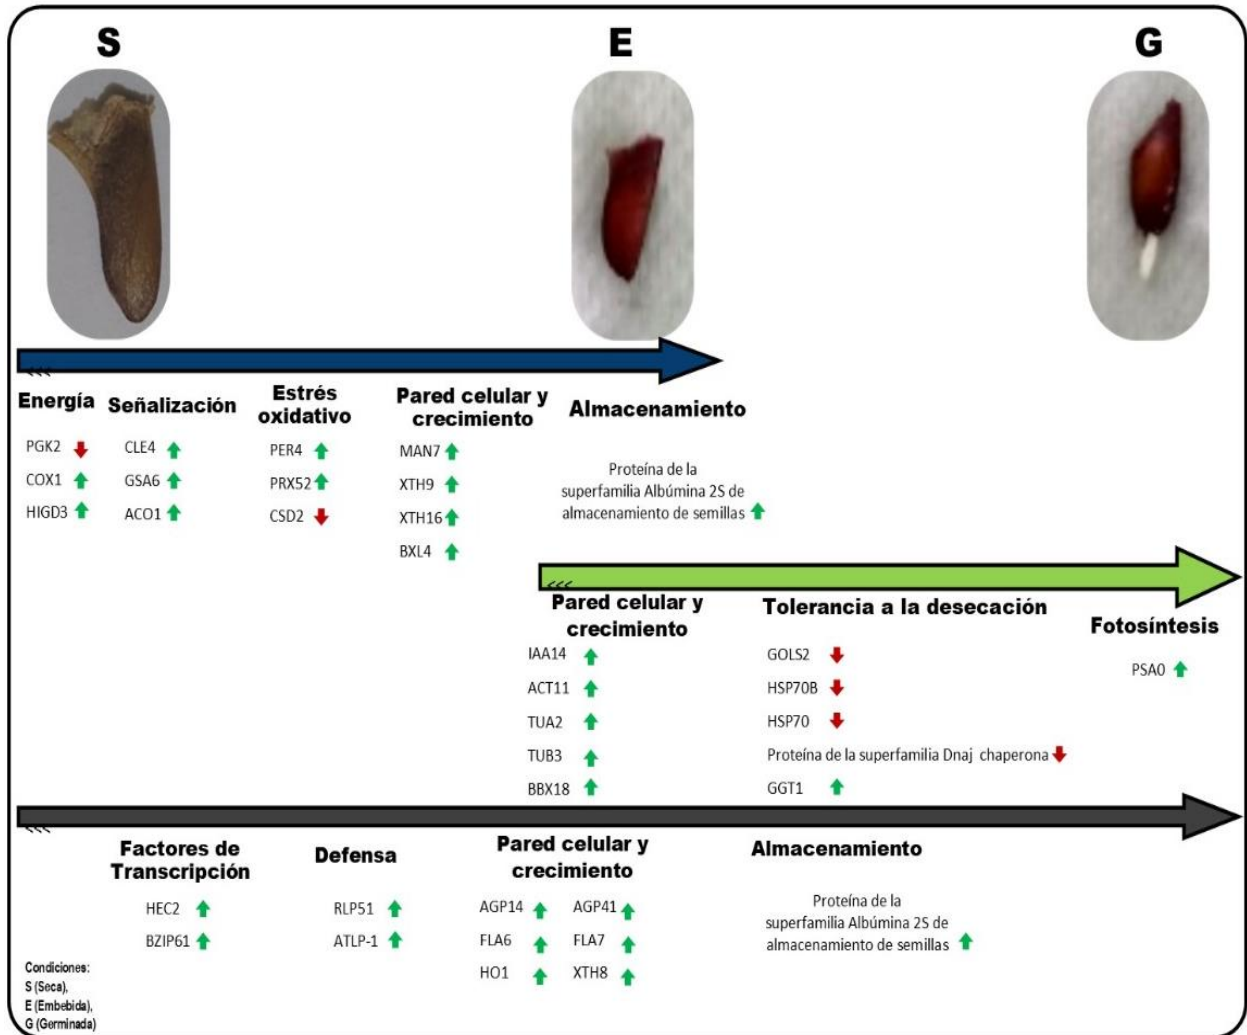 S
E
G
Energía
Señalización
Estrés
oxidativo
Pared celular y
crecimiento
Almacenamiento
PGK2
COX1
HIGD3
CLE4
GSA6
ACO1
PER4
PRX52
CSD2
MAN7
XTH9
XTH16
BXL4
Proteína de la
superfamilia Albúmina 2S de
almacenamiento de semillas
<<<
<<<
Pared celular y
crecimiento
Tolerancia a la desecación
Fotosíntesis
IAA14
ACT11
TUA2
TUB3
BBX18
GOLS2
HSP70B
HSP70
Proteína de la superfamilia Dnaj chaperona
GGT1
PSAO
<<<
Factores de
Transcripción
Defensa
Pared celular y
crecimiento
Almacenamiento
HEC2
BZIP61
RLP51
ATLP-1
AGP14 AGP41
FLA6 FLA7
HO1 XTH8
Proteína de la
superfamilia Albúmina 2S de
almacenamiento de semillas
Condiciones:
S (Seca),
E (Embebida),
G (Germinada)